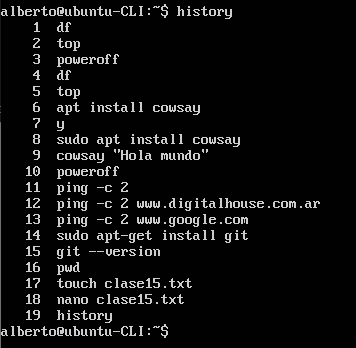 alberto@ubuntu-CLI:~$ history
1 df
2 top
3 poweroff
4 df
5 top
6 apt install cowsay
7 y
8 sudo apt install cowsay
9 cowsay "Hola mundo"
10 poweroff
11 ping -c 2
12 ping -c 2 www.digitalhouse.com.ar
13 ping -c 2 www.google.com
14 sudo apt-get install git
15 git --version
16 pwd
17 touch clase15.txt
18 nano clase15.txt
19 history
alberto@ubuntu-CLI:~$